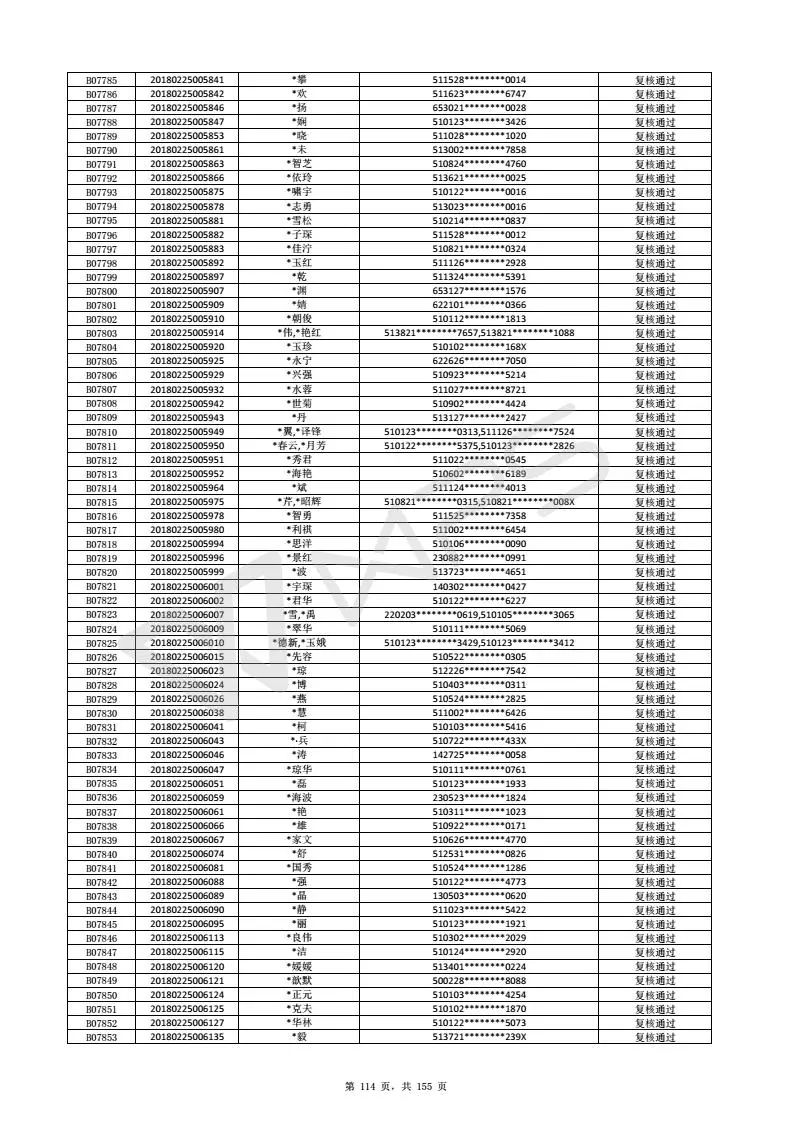 B07785 20180225005841 *攀 511528********0014 复核通过
B07786 20180225005842 *欢 511623********6747 复核通过
B07787 20180225005846 *扬 653021********0028 复核通过
B07788 20180225005847 *娴 510123********3426 复核通过
B07789 20180225005853 *晓 511028********1020 复核通过
B07790 20180225005861 *未 513002********7858 复核通过
B07791 20180225005863 *智芝 510824********4760 复核通过
B07792 20180225005866 *依玲 513621********0025 复核通过
B07793 20180225005875 *啸宇 510122********0016 复核通过
B07794 20180225005878 *志勇 513023********0016 复核通过
B07795 20180225005881 *雪松 510214********0837 复核通过
B07796 20180225005882 *子琛 511528********0012 复核通过
B07797 20180225005883 *佳泞 510821********0324 复核通过
B07798 20180225005892 *玉红 511126********2928 复核通过
B07799 20180225005897 *乾 511324********5391 复核通过
B07800 20180225005907 *渊 653127********1576 复核通过
B07801 20180225005909 *婧 622101********0366 复核通过
B07802 20180225005910 *朝俊 510112********1813 复核通过
B07803 20180225005914 *伟,*艳红 513821********7657,513821********1088 复核通过
B07804 20180225005920 *玉珍 510102********168X 复核通过
B07805 20180225005925 *永宁 622626********7050 复核通过
B07806 20180225005929 *兴强 510923********5214 复核通过
B07807 20180225005932 *水蓉 511027********8721 复核通过
B07808 20180225005942 *世菊 510902********4424 复核通过
B07809 20180225005943 *丹 513127********2427 复核通过
B07810 20180225005949 *翼,*译锋 510123********0313,511126********7524 复核通过
B07811 20180225005950 *春云,*月芳 510122********5375,510123********2826 复核通过
B07812 20180225005951 *秀君 511022********0545 复核通过
B07813 20180225005952 *海艳 510602********6189 复核通过
B07814 20180225005964 *斌 511124********4013 复核通过
B07815 20180225005975 *芹,*昭辉 510821********0315,510821********008X 复核通过
B07816 20180225005978 *智勇 511525********7358 复核通过
B07817 20180225005980 *利祺 511002********6454 复核通过
B07818 20180225005994 *思洋 510106********0090 复核通过
B07819 20180225005996 *景红 230882********0991 复核通过
B07820 20180225005999 *波 513723********4651 复核通过
B07821 20180225006001 *宇琛 140302********0427 复核通过
B07822 20180225006002 *君华 510122********6227 复核通过
B07823 20180225006007 *雪,*禹 220203********0619,510105********3065 复核通过
B07824 20180225006009 *翠华 510111********5069 复核通过
B07825 20180225006010 *德新,*玉娥 510123********3429,510123********3412 复核通过
B07826 20180225006015 *先容 510522********0305 复核通过
B07827 20180225006023 *琼 512226********7542 复核通过
B07828 20180225006024 *博 510403********0311 复核通过
B07829 20180225006026 *燕 510524********2825 复核通过
B07830 20180225006038 *慧 511002********6426 复核通过
B07831 20180225006041 *柯 510103********5416 复核通过
B07832 20180225006043 *·兵 510722********433X 复核通过
B07833 20180225006046 *涛 142725********0058 复核通过
B07834 20180225006047 *琼华 510111********0761 复核通过
B07835 20180225006051 *磊 510123********1933 复核通过
B07836 20180225006059 *海波 230523********1824 复核通过
B07837 20180225006061 *艳 510311********1023 复核通过
B07838 20180225006066 *雄 510922********0171 复核通过
B07839 20180225006067 *家文 510626********4770 复核通过
B07840 20180225006074 *舒 512531********0826 复核通过
B07841 20180225006081 *国秀 510524********1286 复核通过
B07842 20180225006088 *强 510122********4773 复核通过
B07843 20180225006089 *晶 130503********0620 复核通过
B07844 20180225006090 *静 511023********5422 复核通过
B07845 20180225006095 *丽 510123********1921 复核通过
B07846 20180225006113 *良伟 510302********2029 复核通过
B07847 20180225006115 *洁 510124********2920 复核通过
B07848 20180225006120 *媛媛 513401********0224 复核通过
B07849 20180225006121 *歆默 500228********8088 复核通过
B07850 20180225006124 *正元 510103********4254 复核通过
B07851 20180225006125 *克夫 510102********1870 复核通过
B07852 20180225006127 *华林 510122********5073 复核通过
B07853 20180225006135 *毅 513721********239X 复核通过
第 114 页，共 155 页